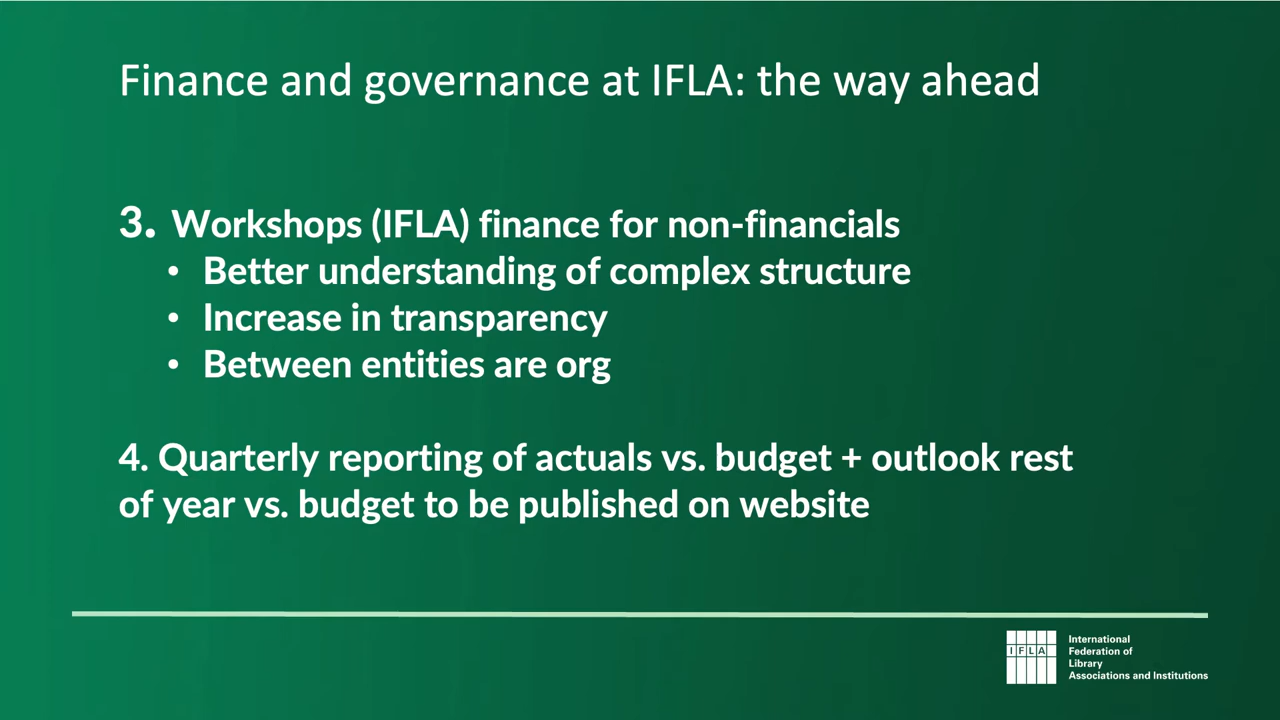 Finance and governance at IFLA: the way ahead
3. Workshops (IFLA) finance for non-financials
• Better understanding of complex structure
• Increase in transparency
• Between entities are org
4. Quarterly reporting of actuals vs. budget + outlook rest
of year vs. budget to be published on website
IFLA
International
Federation of
Library
Associations and Institutions